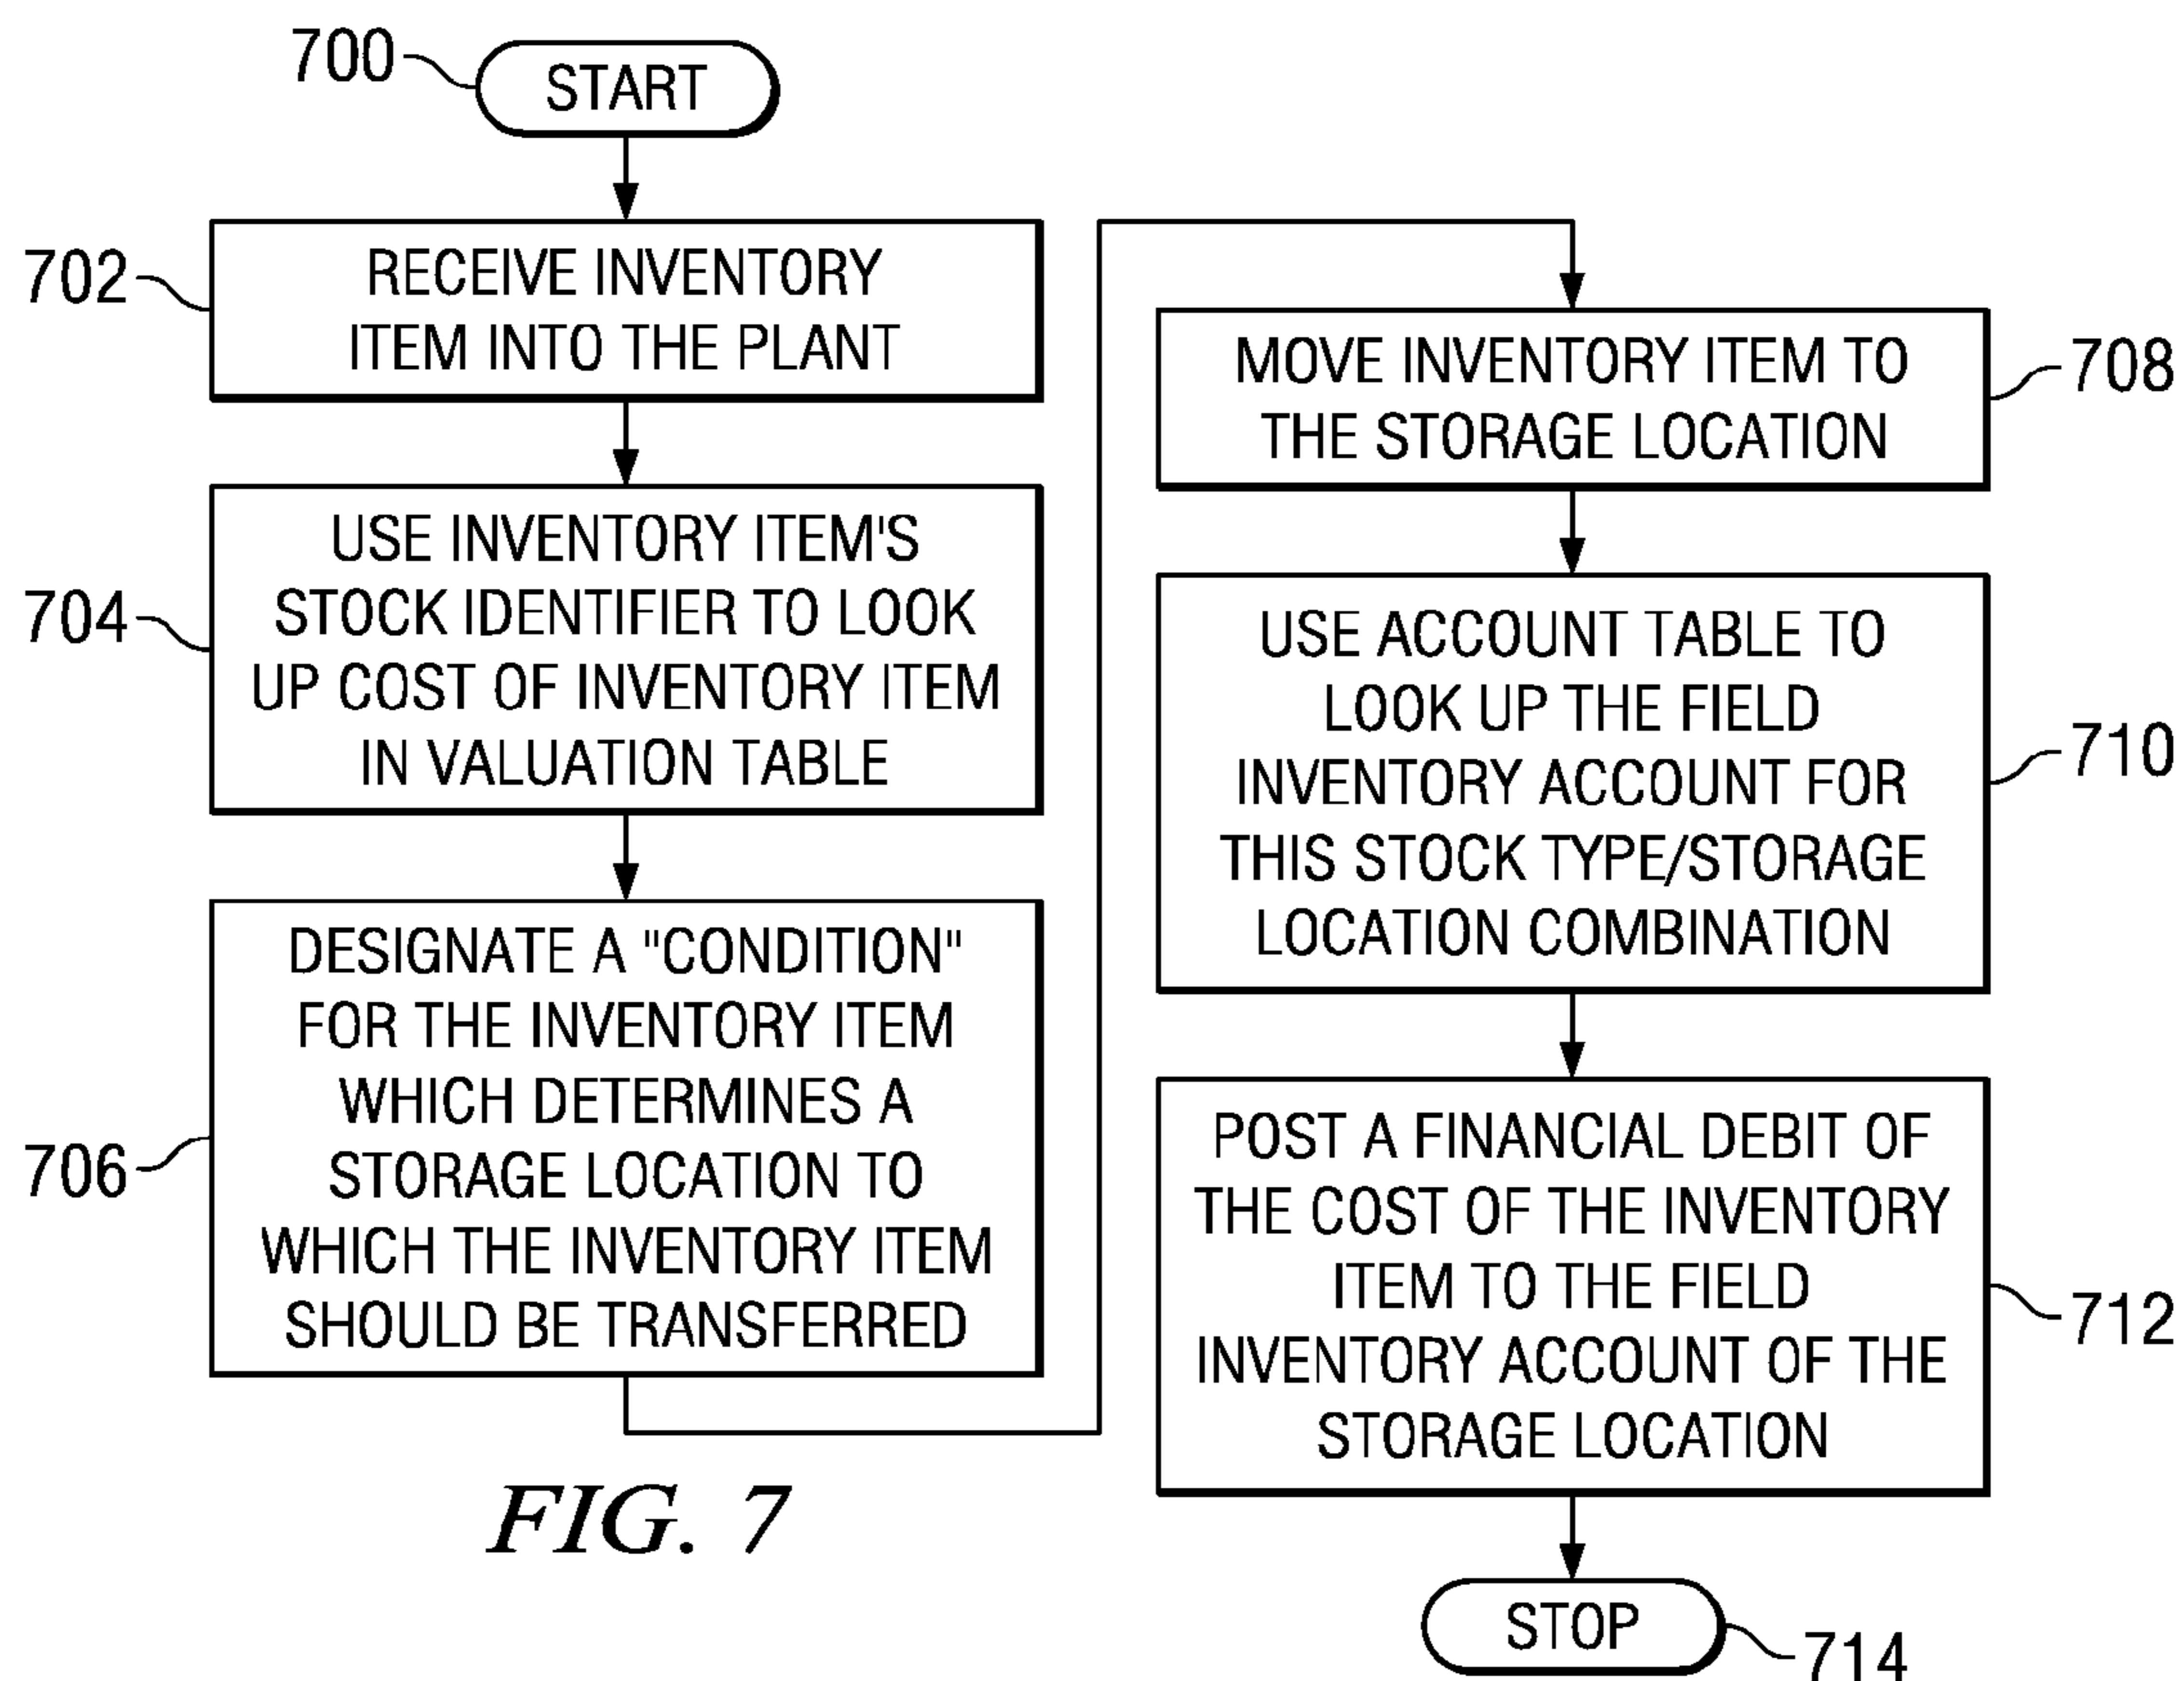 700
START
702
RECEIVE INVENTORY
ITEM INTO THE PLANT
704
USE INVENTORY ITEM'S
STOCK IDENTIFIER TO LOOK
UP COST OF INVENTORY ITEM
IN VALUATION TABLE
706
DESIGNATE A "CONDITION"
FOR THE INVENTORY ITEM
WHICH DETERMINES A
STORAGE LOCATION TO
WHICH THE INVENTORY ITEM
SHOULD BE TRANSFERRED
MOVE INVENTORY ITEM TO
THE STORAGE LOCATION
708
USE ACCOUNT TABLE TO
LOOK UP THE FIELD
INVENTORY ACCOUNT FOR
THIS STOCK TYPE/STORAGE
LOCATION COMBINATION
710
POST A FINANCIAL DEBIT OF
THE COST OF THE INVENTORY
ITEM TO THE FIELD
INVENTORY ACCOUNT OF THE
STORAGE LOCATION
712
STOP
714
FIG. 7